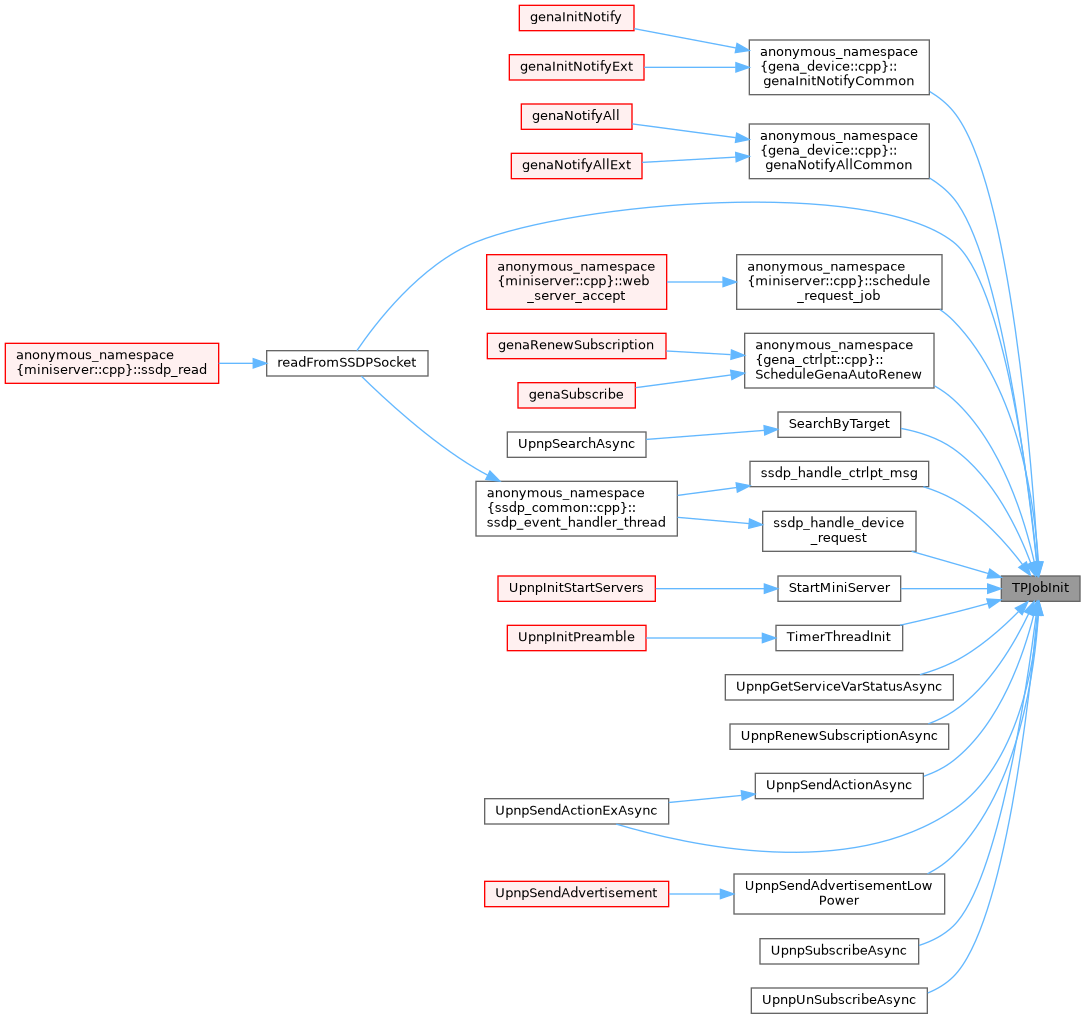 genaInitNotify
anonymous_namespace
{gena_device::cpp}::
genaInitNotifyCommon
genaInitNotifyExt
genaNotifyAll
anonymous_namespace
{gena_device::cpp}::
genaNotifyAllCommon
genaNotifyAllExt
anonymous_namespace
{miniserver::cpp}::web
_server_accept
anonymous_namespace
{miniserver::cpp}::schedule
_request_job
anonymous_namespace
{miniserver::cpp}::ssdp_read
readFromSSDPSocket
genaRenewSubscription
anonymous_namespace
{gena_ctrlpt::cpp}::
ScheduleGenaAutoRenew
genaSubscribe
UpnpSearchAsync
SearchByTarget
anonymous_namespace
{ssdp_common::cpp}::
ssdp_event_handler_thread
ssdp_handle_ctrlpt_msg
ssdp_handle_device
_request
TPJobInit
UpnpInitStartServers
StartMiniServer
UpnpInitPreamble
TimerThreadInit
UpnpGetServiceVarStatusAsync
UpnpRenewSubscriptionAsync
UpnpSendActionAsync
UpnpSendActionExAsync
UpnpSendAdvertisement
UpnpSendAdvertisementLow
Power
UpnpSubscribeAsync
UpnpUnSubscribeAsync